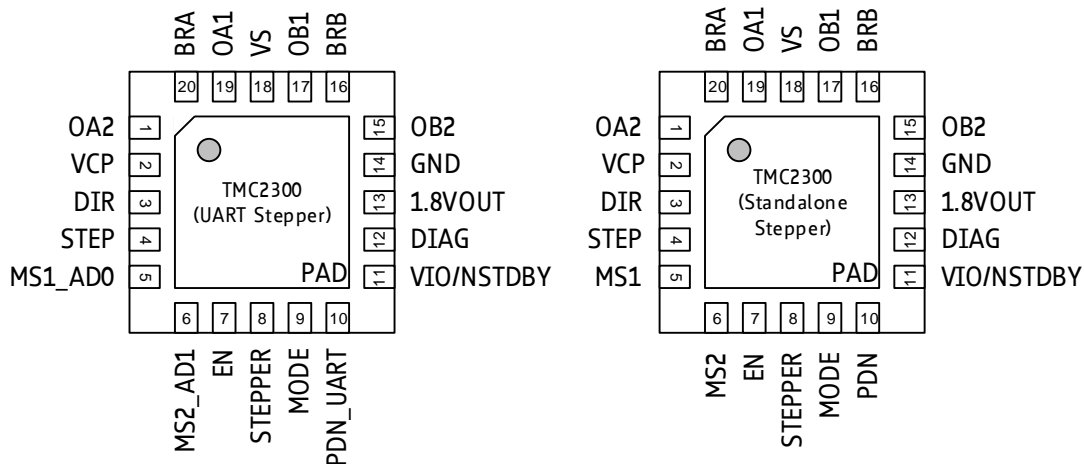 BRA
OA1
VS
OB1
BRB
20
19
18
17
16
OA2
VCP
DIR
STEP
MS1_AD0
1
2
3
4
5
TMC2300
(UART Stepper)
PAD
15
14
13
12
11
OB2
GND
1.8VOUT
DIAG
VIO/NSTDBY
6
7
8
9
10
MS2_AD1
EN
STEPPER
MODE
PDN_UART
BRA
OA1
VS
OB1
BRB
20
19
18
17
16
OA2
VCP
DIR
STEP
MS1
1
2
3
4
5
TMC2300
(Standalone
Stepper)
PAD
15
14
13
12
11
OB2
GND
1.8VOUT
DIAG
VIO/NSTDBY
6
7
8
9
10
MS2
EN
STEPPER
MODE
PDN